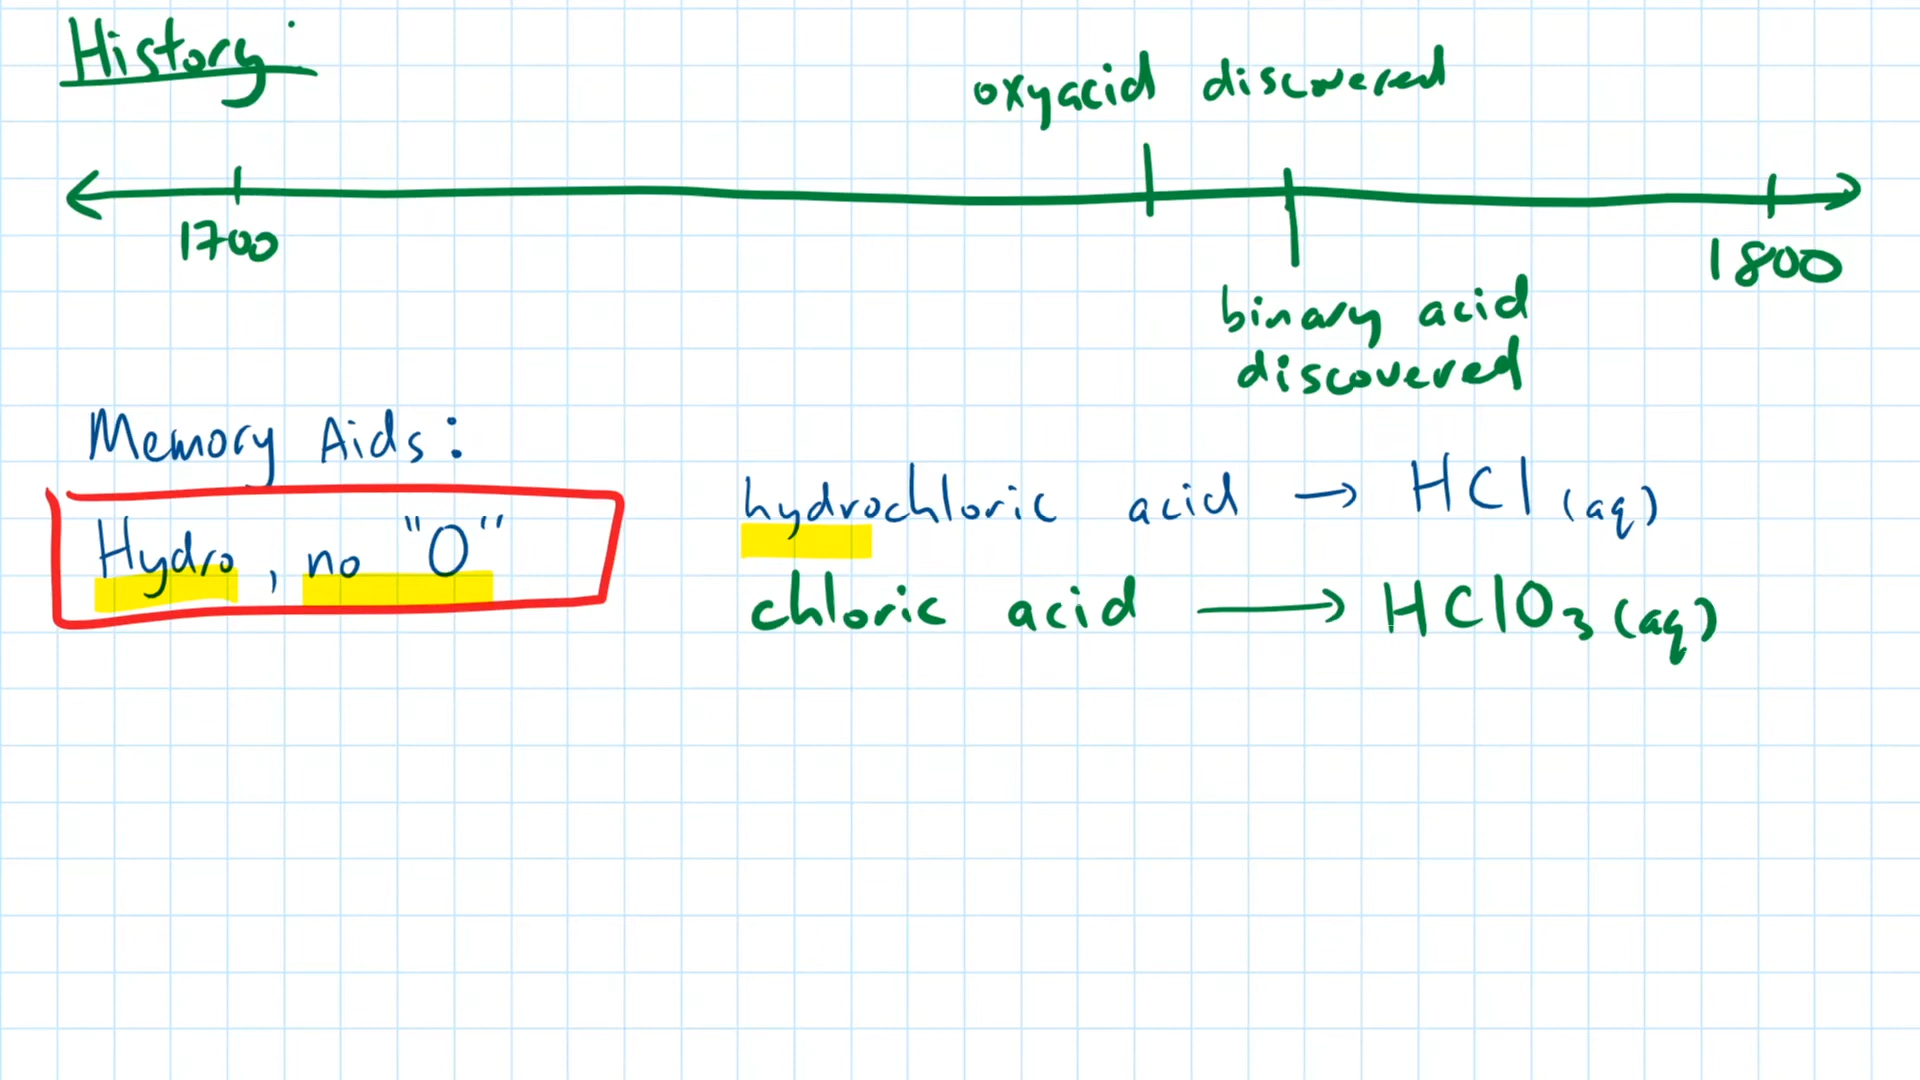 History
oxyacid discovered
1700
1800
binary acid
discovered
Memory Aids:
Hydro, no "O"
hydrochloric acid → HCl (aq)
chloric acid → HClO₃ (aq)